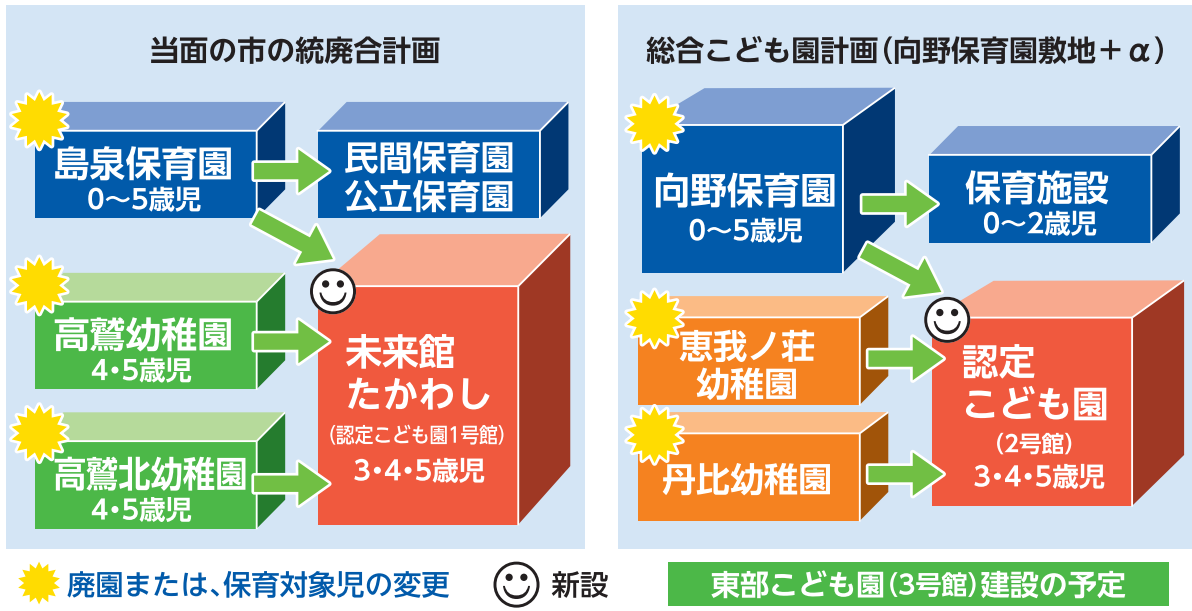 当面の市の統廃合計画
島泉保育園
0〜5歳児
民間保育園
公立保育園
高鷲幼稚園
4・5歳児
高鷲北幼稚園
4・5歳児
未来館
たかわし
(認定こども園1号館)
3・4・5歳児
総合こども園計画(向野保育園敷地+α)
向野保育園
0〜5歳児
保育施設
0〜2歳児
恵我ノ荘
幼稚園
丹比幼稚園
認定
こども園
(2号館)
3・4・5歳児
廃園または、保育対象児の変更
新設
東部こども園(3号館)建設の予定